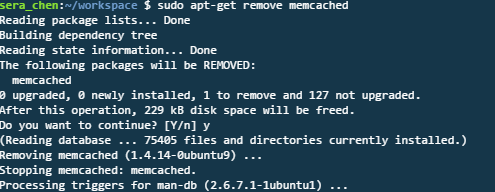 sera_chen:~/workspace $ sudo apt-get remove memcached
Reading package lists... Done
Building dependency tree
Reading state information... Done
The following packages will be REMOVED:
  memcached
0 upgraded, 0 newly installed, 1 to remove and 127 not upgraded.
After this operation, 229 kB disk space will be freed.
Do you want to continue? [Y/n] y
(Reading database ... 75405 files and directories currently installed.)
Removing memcached (1.4.14-0ubuntu9) ...
Stopping memcached: memcached.
Processing triggers for man-db (2.6.7.1-1ubuntu1) ...